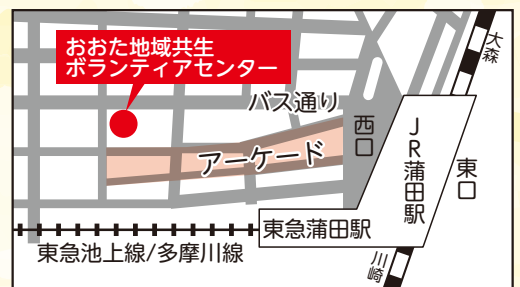 おおた地域共生
ボランティアセンター
大森
バス通り
西口
JR蒲田駅
東口
アーケード
東急蒲田駅
東急池上線/多摩川線
川崎